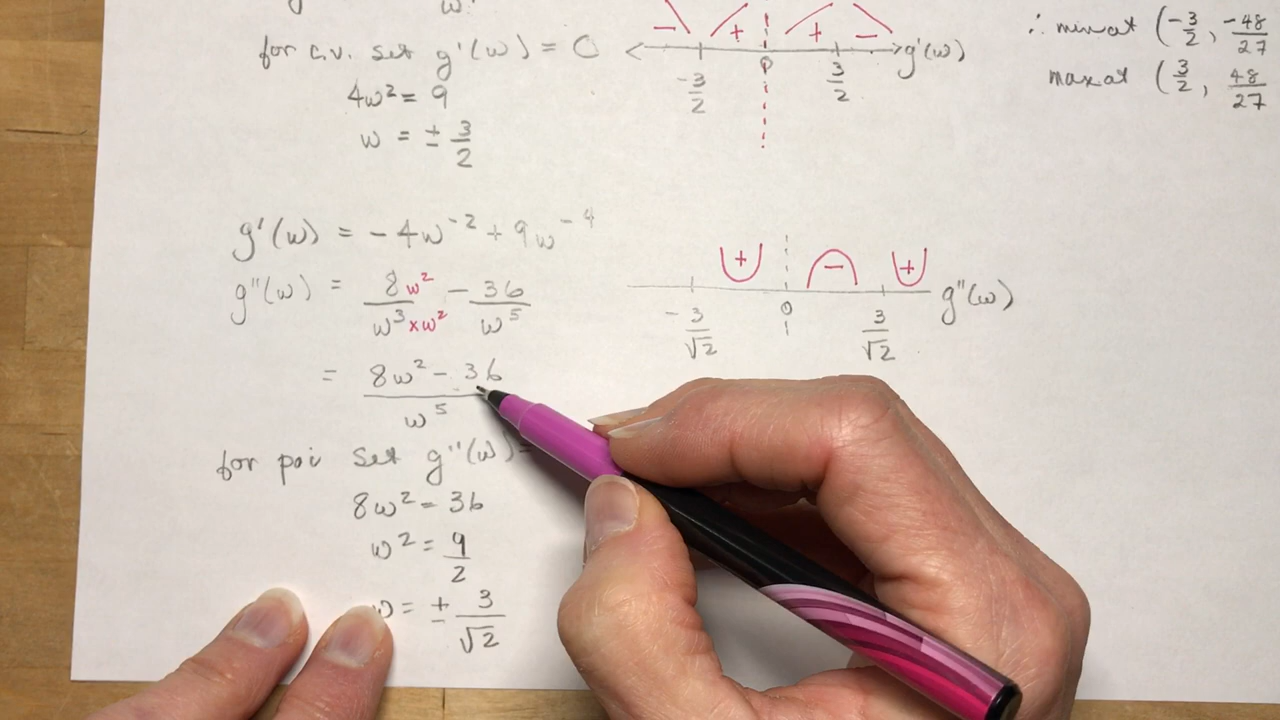 for c.v. set g'(w) = 0
4w² = 9
w = ± 3/2
− + + −
g'(w)
-3/2 0 3/2
∴ min at (-3/2, -48/27
max at (3/2, 48/27
g'(w) = -4w⁻² + 9w⁻⁴
g''(w) = 8w²/w³xw² - 36/w⁵
= 8w² - 36/w⁵
for poi set g''(w) =
8w² = 36
w² = 9/2
w = ± 3/√2
+ − +
g''(w)
-3/√2 0 3/√2